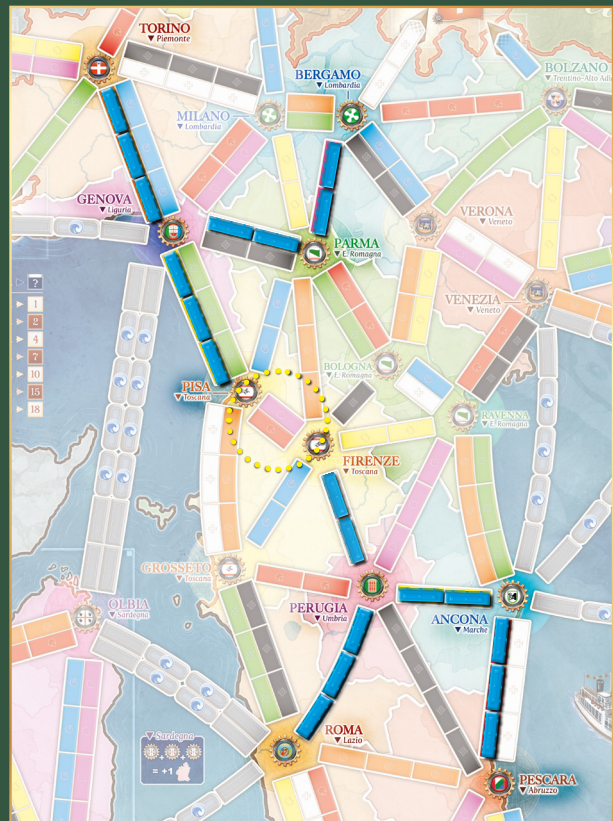 TORINO
▼ Piemonte
BERGAMO
▼ Lombardia
BOLZANO
▼ Trentino-Alto Adi
MILANO
▼ Lombardia
GENOVA
▼ Liguria
VERONA
▼ Veneto
PARMA
▼ E. Romagna
VENEZIA
▼ Veneto
?
1
2
4
7
10
15
18
BOLOGNA
▼ E. Romagna
PISA
▼ Toscana
RAVENNA
▼ E. Romagna
FIRENZE
▼ Toscana
GROSSETO
▼ Toscana
OLBIA
▼ Sardegna
PERUGIA
▼ Umbria
ANCONA
▼ Marche
ROMA
▼ Lazio
▼ Sardegna
= +1
PESCARA
▼ Abruzzo